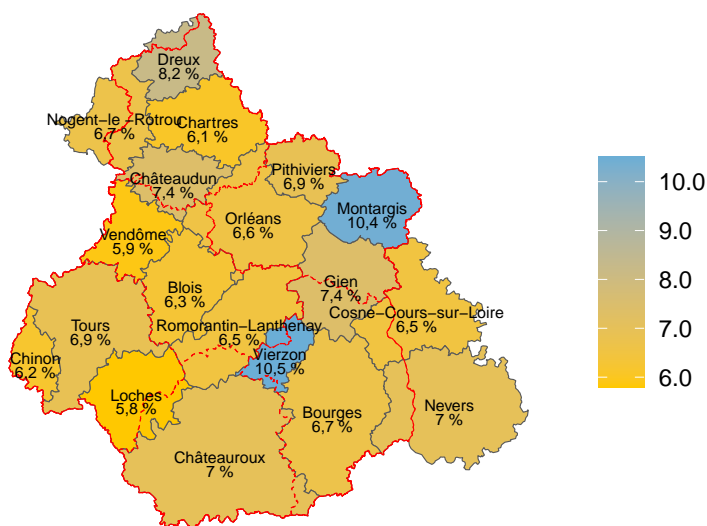 Dreux
8,2 %
Nogent−le −Rotrou
6,7 %
Chartres
6,1 %
Châteaudun
7,4 %
Pithiviers
6,9 %
Montargis
10,4 %
Orléans
6,6 %
Vendôme
5,9 %
Blois
6,3 %
Gien
7,4 %
Cosne−Cours−sur−Loire
6,5 %
Tours
6,9 %
Romorantin−Lanthenay
6,5 %
Vierzon
10,5 %
Chinon
6,2 %
Loches
5,8 %
Bourges
6,7 %
Nevers
7 %
Châteauroux
7 %
10.0
9.0
8.0
7.0
6.0